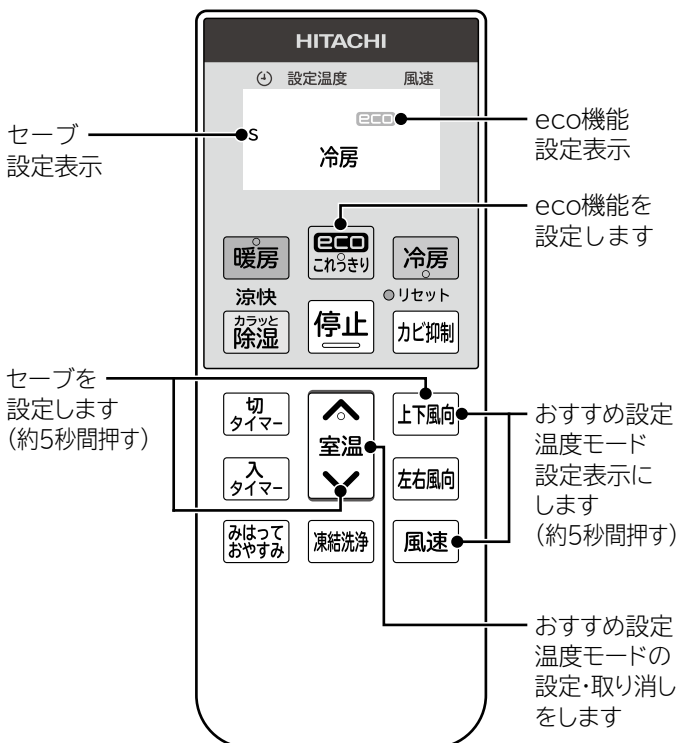 HITACHI
設定温度 風速
セーブ
設定表示
eco
S
冷房
eco機能
設定表示
eco機能を
設定します
暖房
eco
これっきり
冷房
涼快
カラッと
除湿
停止
リセット
カビ抑制
セーブを
設定します
(約5秒間押す)
切
タイマー
室温
上下風向
入
タイマー
左右風向
みはって
おやすみ
凍結洗浄
風速
おすすめ設定
温度モード
設定表示に
します
(約5秒間押す)
おすすめ設定
温度モードの
設定・取り消し
をします